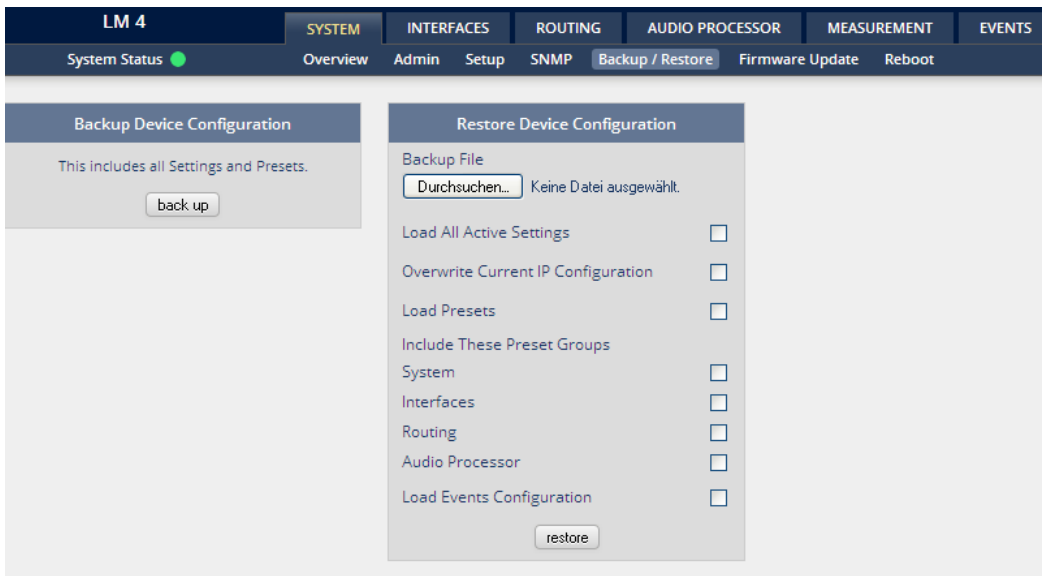 LM 4
SYSTEM INTERFACES ROUTING AUDIO PROCESSOR MEASUREMENT EVENTS
System Status Overview Admin Setup SNMP Backup / Restore Firmware Update Reboot
Backup Device Configuration
This includes all Settings and Presets.
back up
Restore Device Configuration
Backup File
Durchsuchen... Keine Datei ausgewählt.
Load All Active Settings
Overwrite Current IP Configuration
Load Presets
Include These Preset Groups
System
Interfaces
Routing
Audio Processor
Load Events Configuration
restore